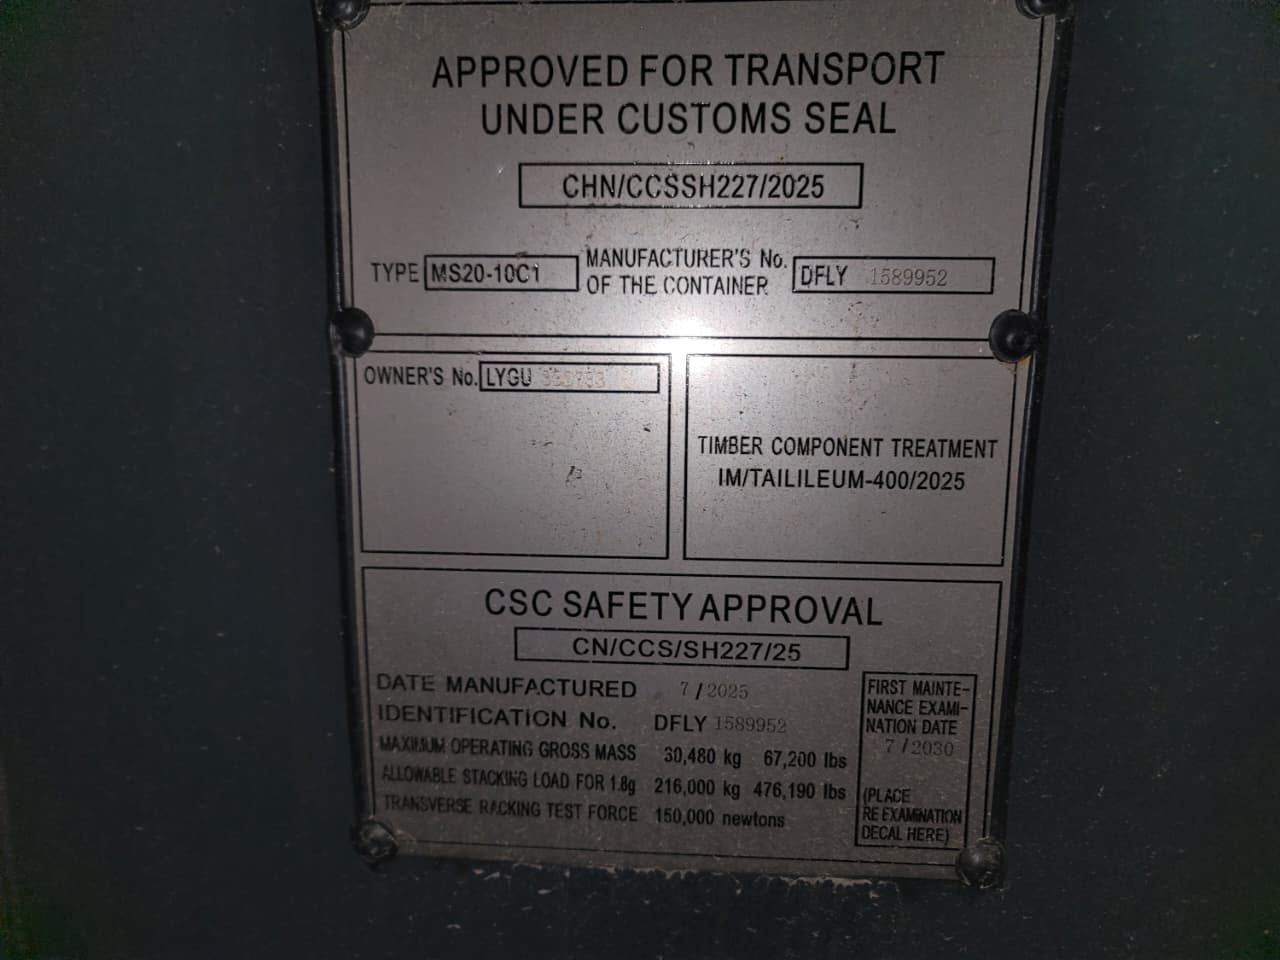 APPROVED FOR TRANSPORT
UNDER CUSTOMS SEAL
CHN/CCSSH227/2025
TYPE MS20-10C1 MANUFACTURER'S No. OF THE CONTAINER DFLY 1589952
OWNER'S No. LYGU
TIMBER COMPONENT TREATMENT
IM/TAILILEUM-400/2025
CSC SAFETY APPROVAL
CN/CCS/SH227/25
DATE MANUFACTURED 7/2025
IDENTIFICATION No. DFLY 1589952
MAXIMUM OPERATING GROSS MASS 30,480 kg 67,200 lbs
ALLOWABLE STACKING LOAD FOR 1.8g 216,000 kg 476,190 lbs
TRANSVERSE RACKING TEST FORCE 150,000 newtons
FIRST MAINTE-
NANCE EXAMI-
NATION DATE
7/2030
(PLACE
RE EXAMINATION
DECAL HERE)